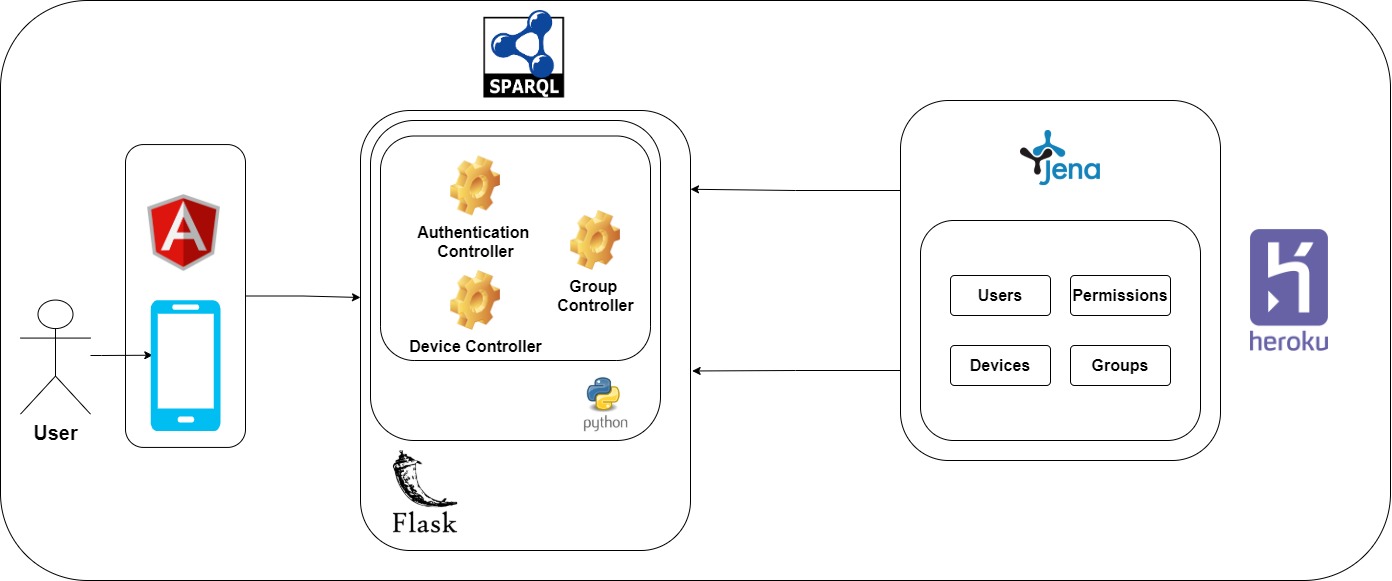 SPARQL
Jena
Authentication
Controller
Group
Controller
Users
Permissions
Device Controller
Devices
Groups
heroku
python
User
Flask